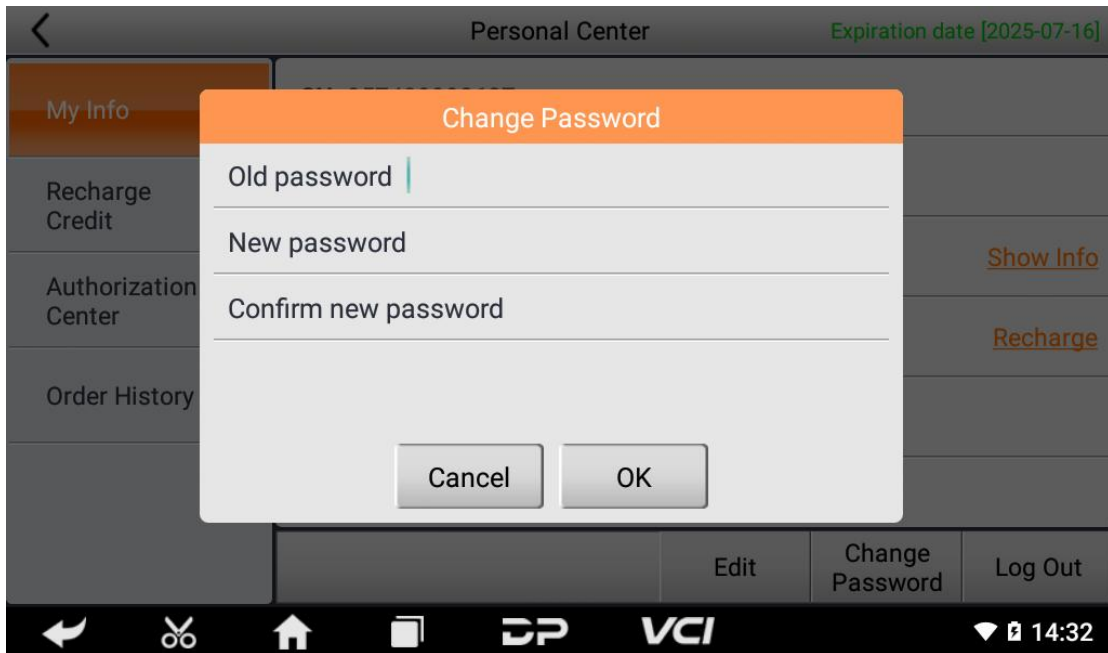 Personal Center
Expiration date [2025-07-16]
My Info
Change Password
Old password
Recharge
Credit
New password
Show Info
Authorization
Center
Confirm new password
Recharge
Order History
Cancel
OK
Edit
Change
Password
Log Out
DP
VCI
14:32